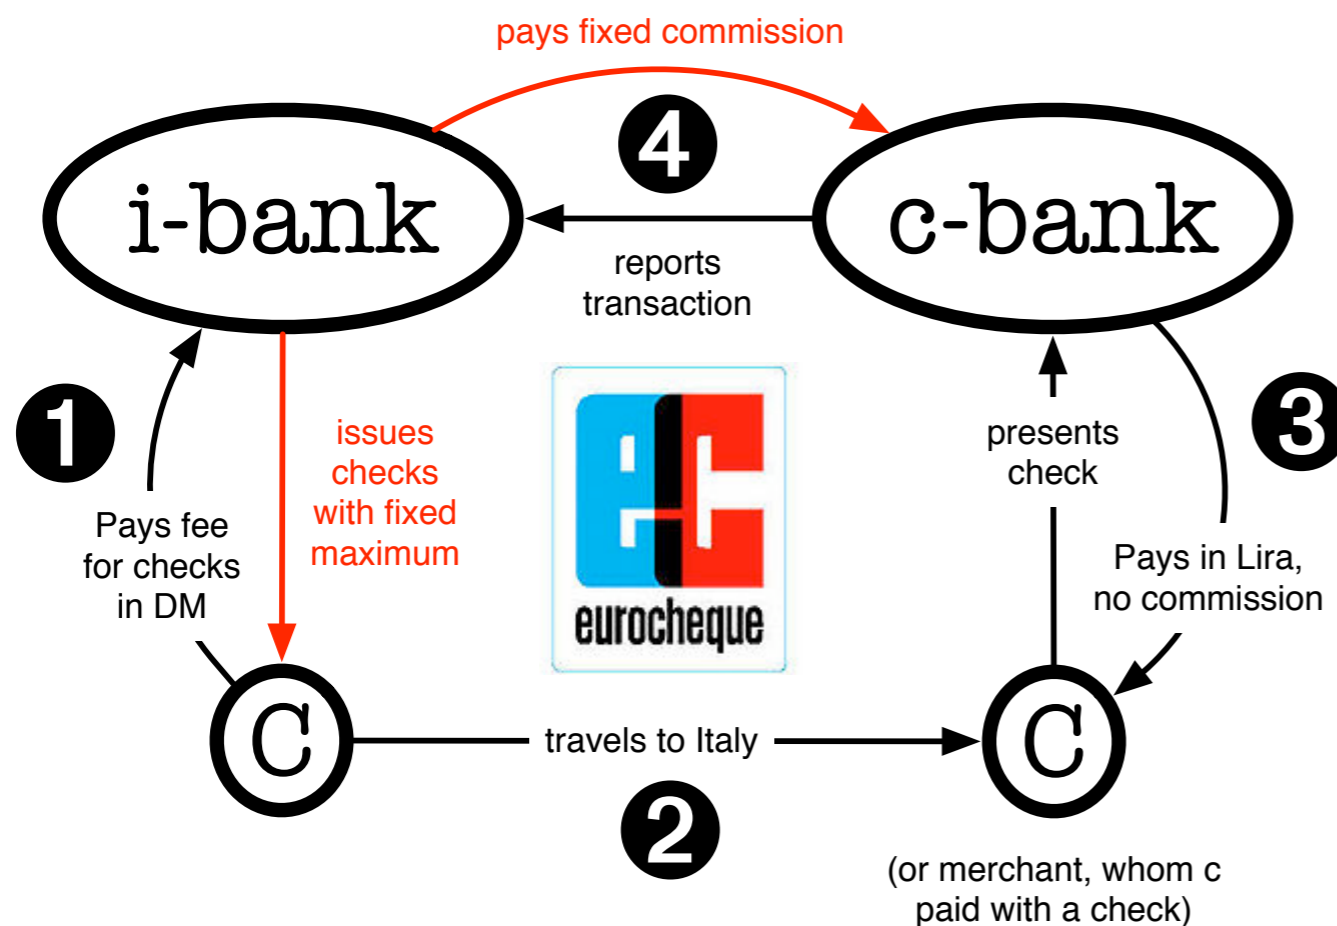 pays fixed commission
4
i-bank
c-bank
reports
transaction
1
3
issues
checks
with fixed
maximum
presents
check
Pays fee
for checks
in DM
Pays in Lira,
no commission
ec
eurocheque
C
travels to Italy
C
2
(or merchant, whom c
paid with a check)